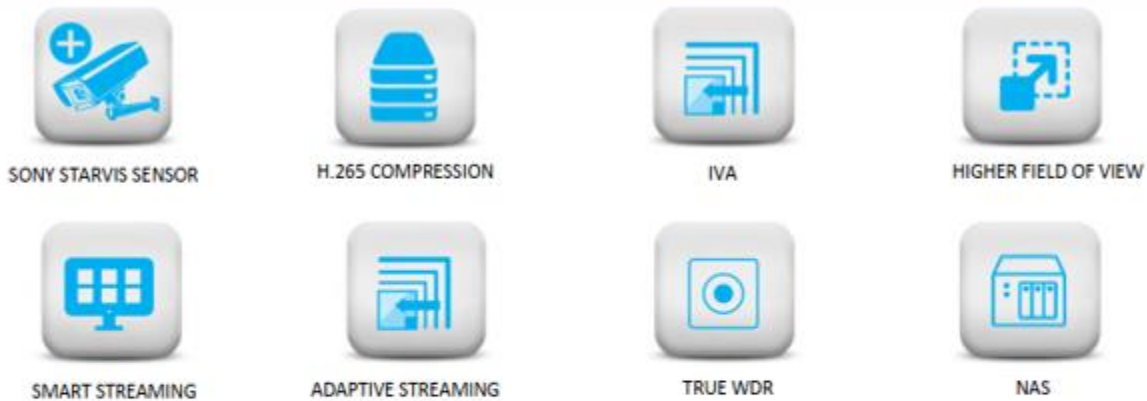 SONY STARVIS SENSOR
H.265 COMPRESSION
IVA
HIGHER FIELD OF VIEW
SMART STREAMING
ADAPTIVE STREAMING
TRUE WDR
NAS